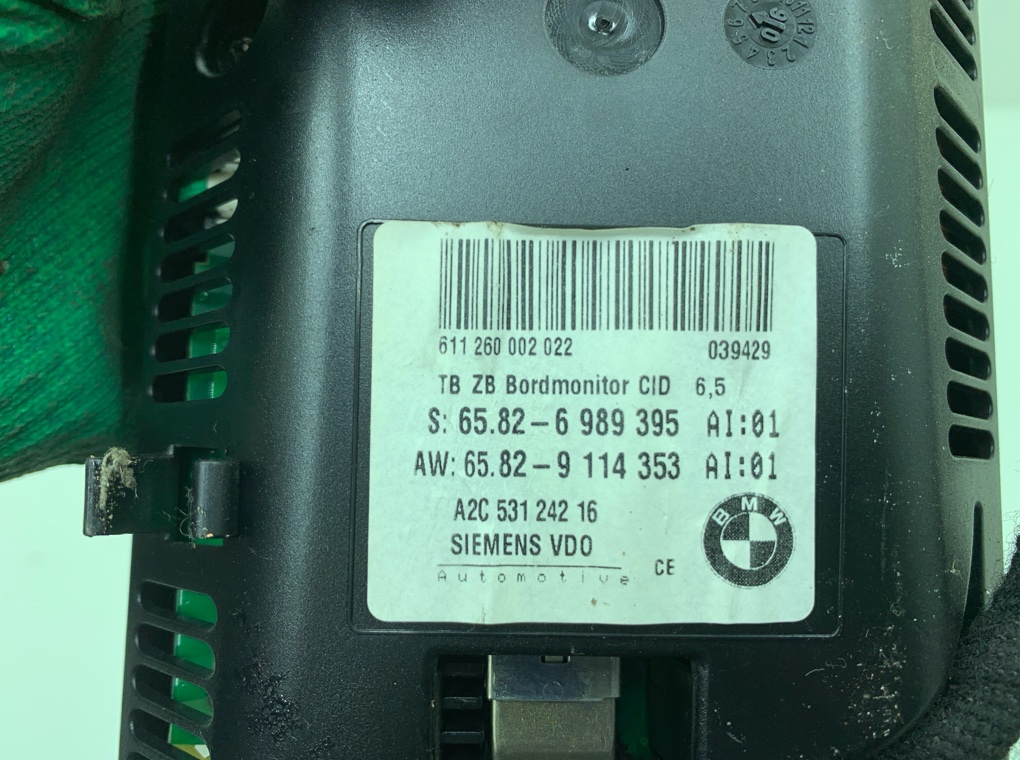 611 260 002 022 039429
TB ZB Bordmonitor CID 6,5
S: 65.82-6 989 395 AI:01
AW: 65.82-9 114 353 AI:01
A2C 531 242 16
SIEMENS VDO
Automotive
CE
BMW